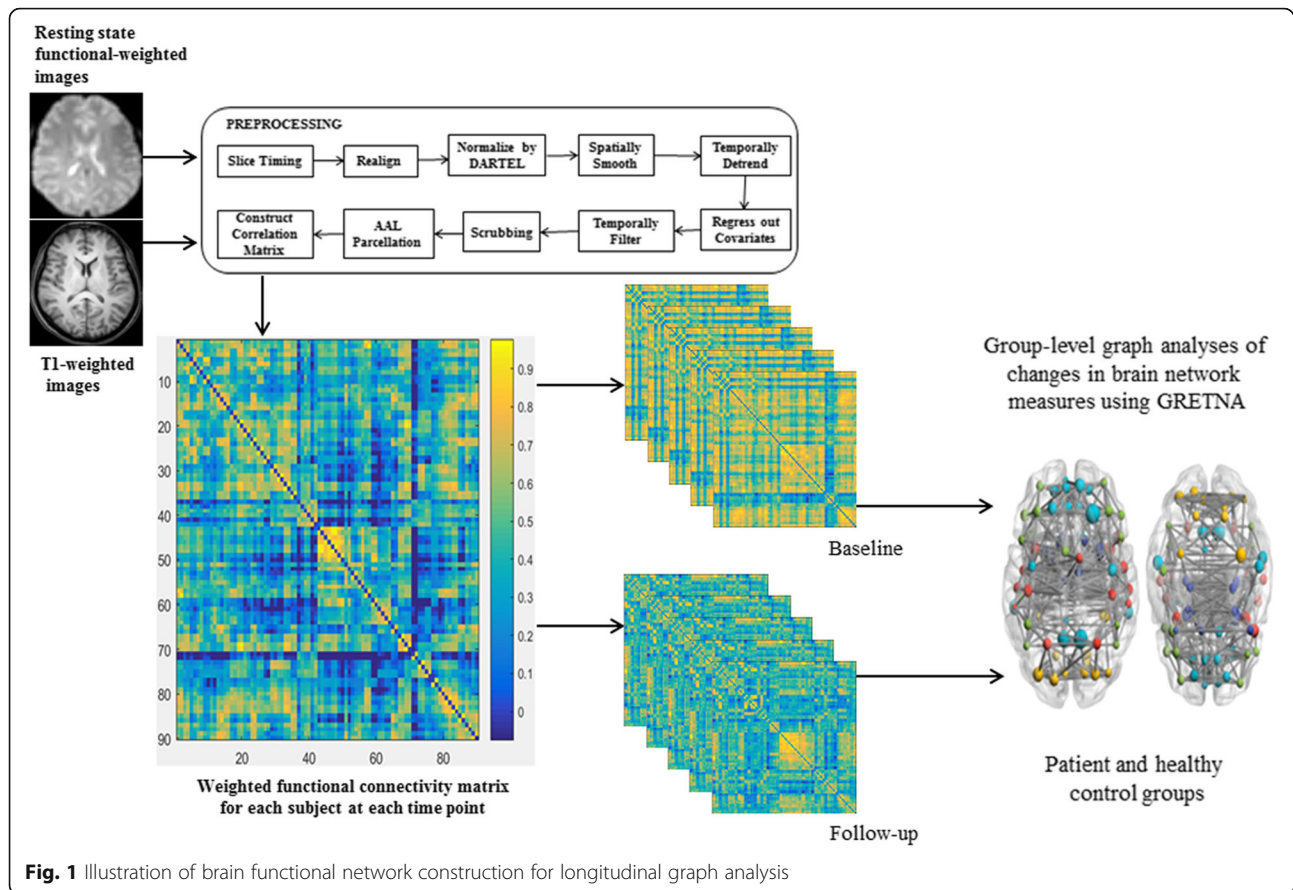 Resting state
functional-weighted
images
PREPROCESSING
Slice Timing
Realign
Normalize by
DARTEL
Spatially
Smooth
Temporally
Detrend
Construct
Correlation
Matrix
AAL
Parcellation
Scrubbing
Temporally
Filter
Regress out
Covariates
T1-weighted
images
10
20
30
40
50
60
70
80
90
20
40
60
80
0.9
0.8
0.7
0.6
0.5
0.4
0.3
0.2
0.1
0
Weighted functional connectivity matrix
for each subject at each time point
Baseline
Follow-up
Group-level graph analyses of
changes in brain network
measures using GRETNA
Patient and healthy
control groups
Fig. 1 Illustration of brain functional network construction for longitudinal graph analysis